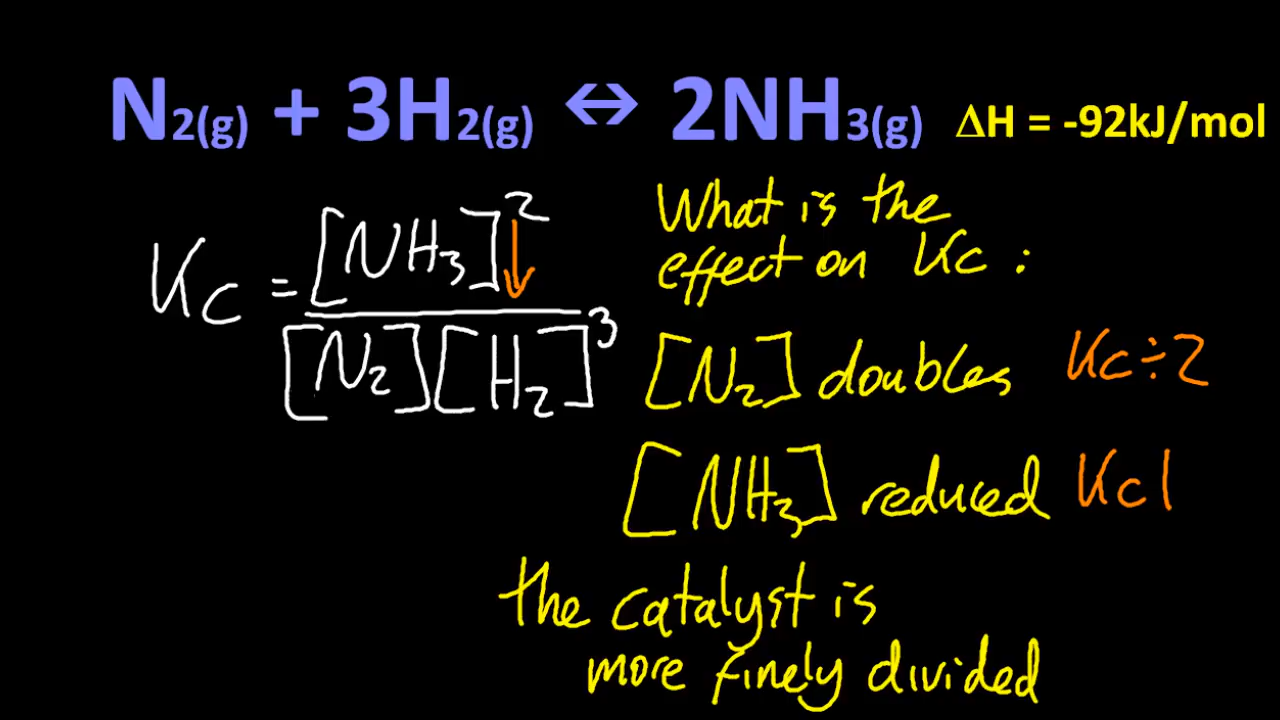 N₂(g) + 3H₂(g) ↔ 2NH₃(g) ΔH = -92kJ/mol
Kc = [NH₃]² ↓ / [N₂][H₂]³
What is the
effect on Kc :
[N₂] doubles Kc ÷ 2
[NH₃] reduced Kc |
the catalyst is
more finely divided